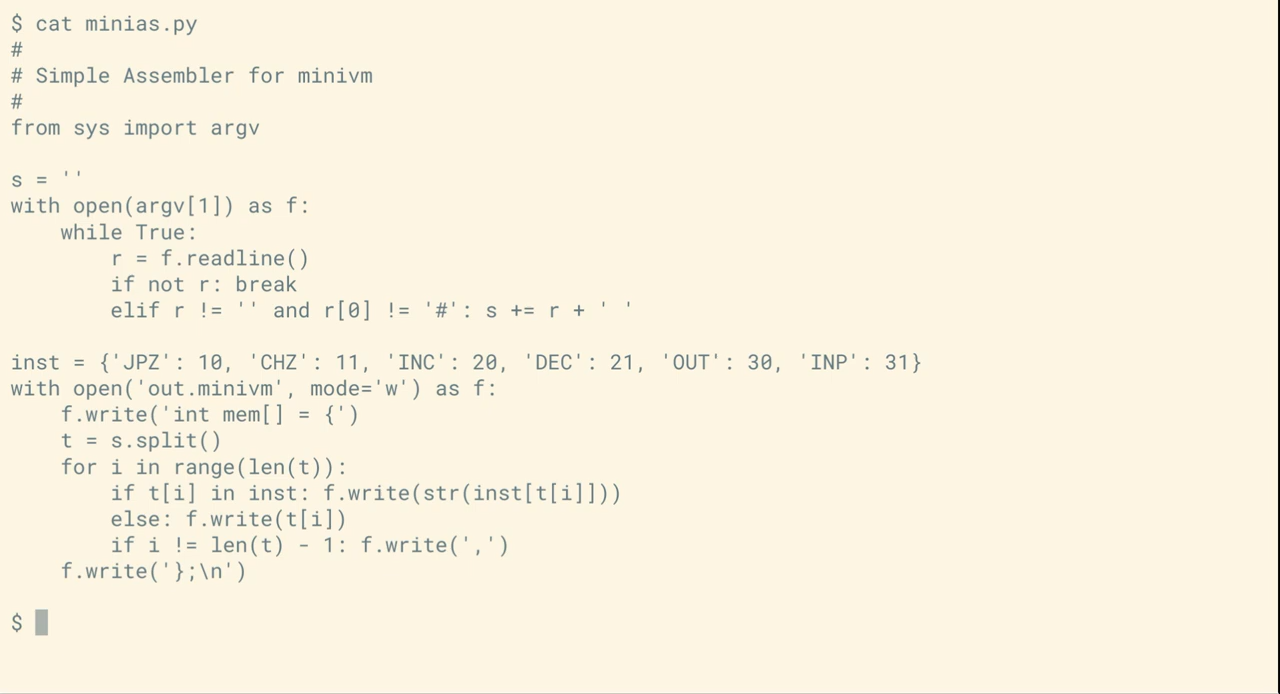 $ cat minias.py
#
# Simple Assembler for minivm
#
from sys import argv

s = ''
with open(argv[1]) as f:
    while True:
        r = f.readline()
        if not r: break
        elif r != '' and r[0] != '#': s += r + ' '

inst = {'JPZ': 10, 'CHZ': 11, 'INC': 20, 'DEC': 21, 'OUT': 30, 'INP': 31}
with open('out.minivm', mode='w') as f:
    f.write('int mem[] = {')
    t = s.split()
    for i in range(len(t)):
        if t[i] in inst: f.write(str(inst[t[i]]))
        else: f.write(t[i])
        if i != len(t) - 1: f.write(',')
    f.write('};\n')

$